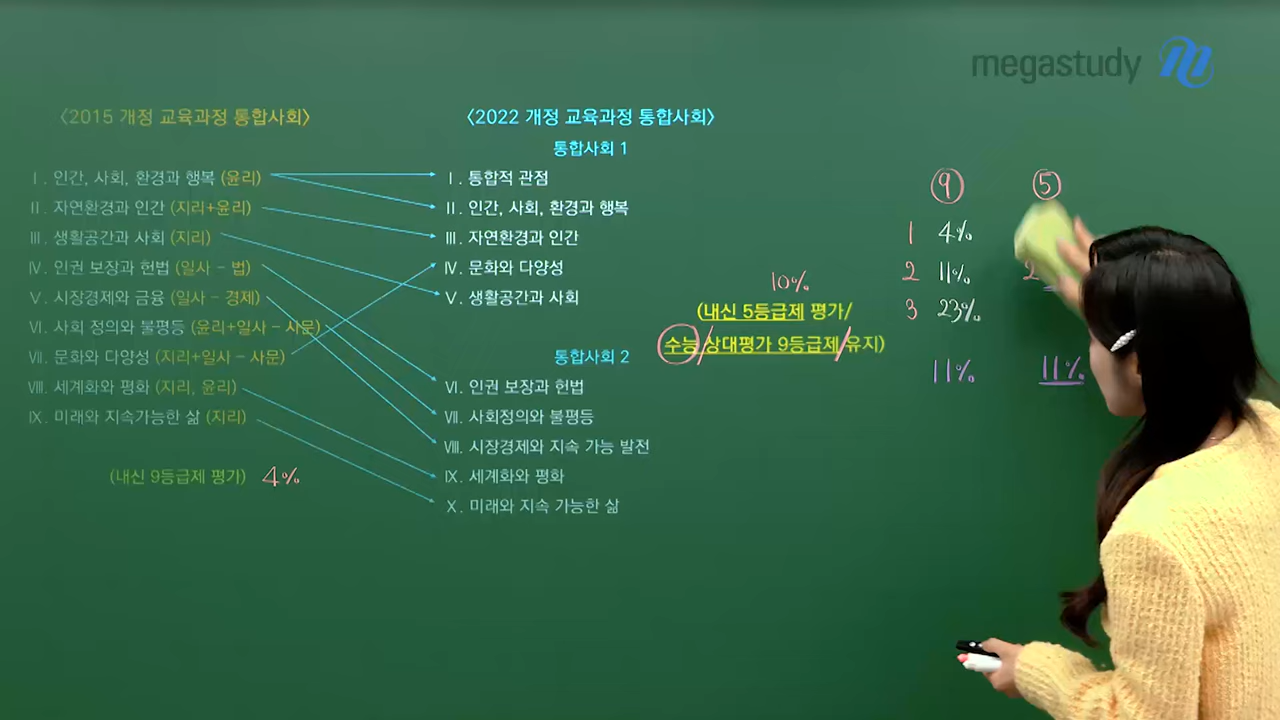 megastudy
〈2015 개정 교육과정 통합사회〉
Ⅰ. 인간, 사회, 환경과 행복 (윤리)
Ⅱ. 자연환경과 인간 (지리+윤리)
Ⅲ. 생활공간과 사회 (지리)
Ⅳ. 인권 보장과 헌법 (일사 - 법)
Ⅴ. 시장경제와 금융 (일사 - 경제)
Ⅵ. 사회 정의와 불평등 (윤리+일사 - 사문)
Ⅶ. 문화와 다양성 (지리+일사 - 사문)
Ⅷ. 세계화와 평화 (지리, 윤리)
Ⅸ. 미래와 지속가능한 삶 (지리)
(내신 9등급제 평가) 4%
〈2022 개정 교육과정 통합사회〉
통합사회 1
Ⅰ. 통합적 관점
Ⅱ. 인간, 사회, 환경과 행복
Ⅲ. 자연환경과 인간
Ⅳ. 문화와 다양성
Ⅴ. 생활공간과 사회
통합사회 2
Ⅵ. 인권 보장과 헌법
Ⅶ. 사회정의와 불평등
Ⅷ. 시장경제와 지속 가능 발전
Ⅸ. 세계화와 평화
Ⅹ. 미래와 지속 가능한 삶
10%
(내신 5등급제 평가/
수능 상대평가 9등급제 유지)
9 5
1 4%
2 11% 2
3 23%
11% 11%